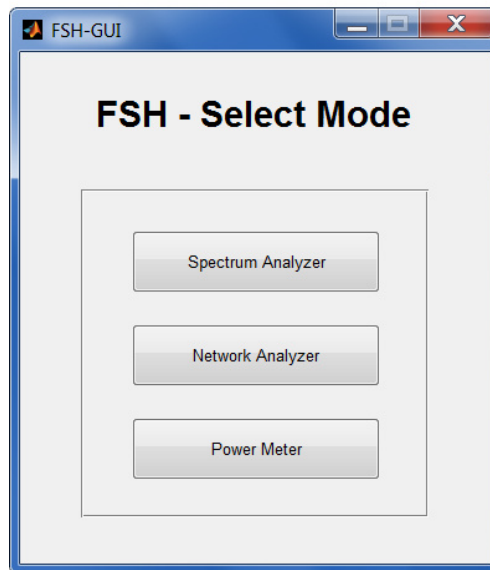 FSH-GUI
FSH - Select Mode
Spectrum Analyzer
Network Analyzer
Power Meter